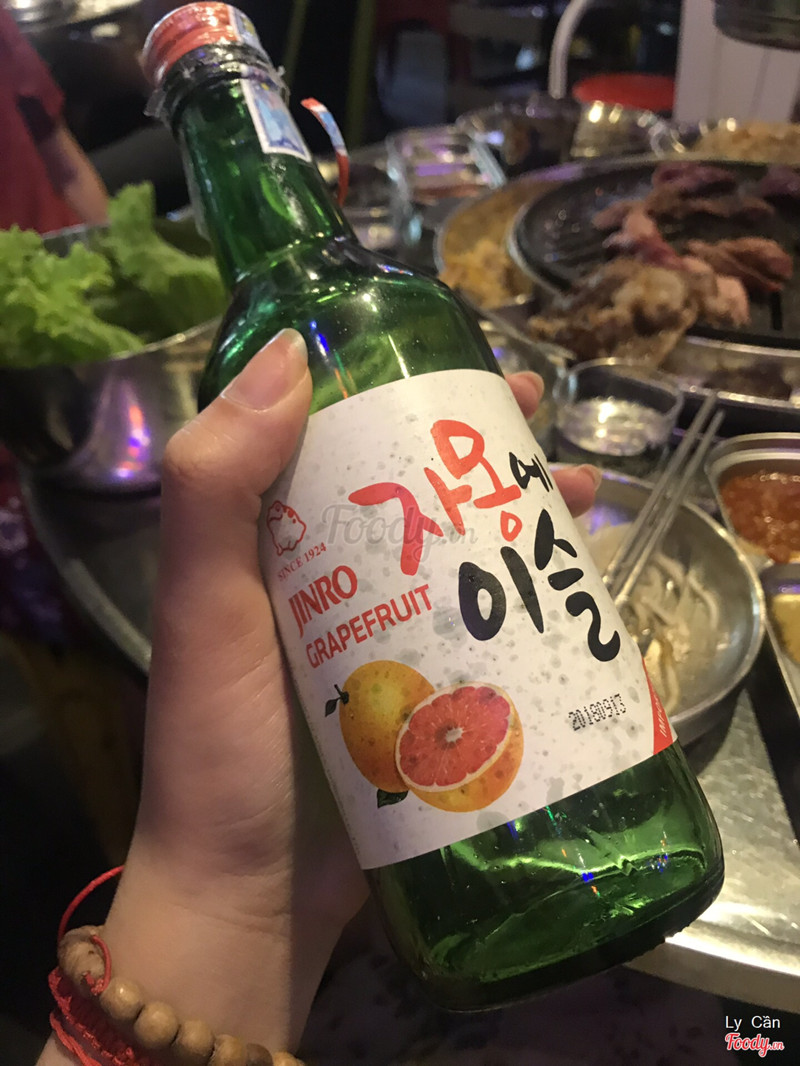 자몽에
이슬
SINCE 1924
JINRO
GRAPEFRUIT
20180913
Foody.vn
Ly Cần
Foody.vn